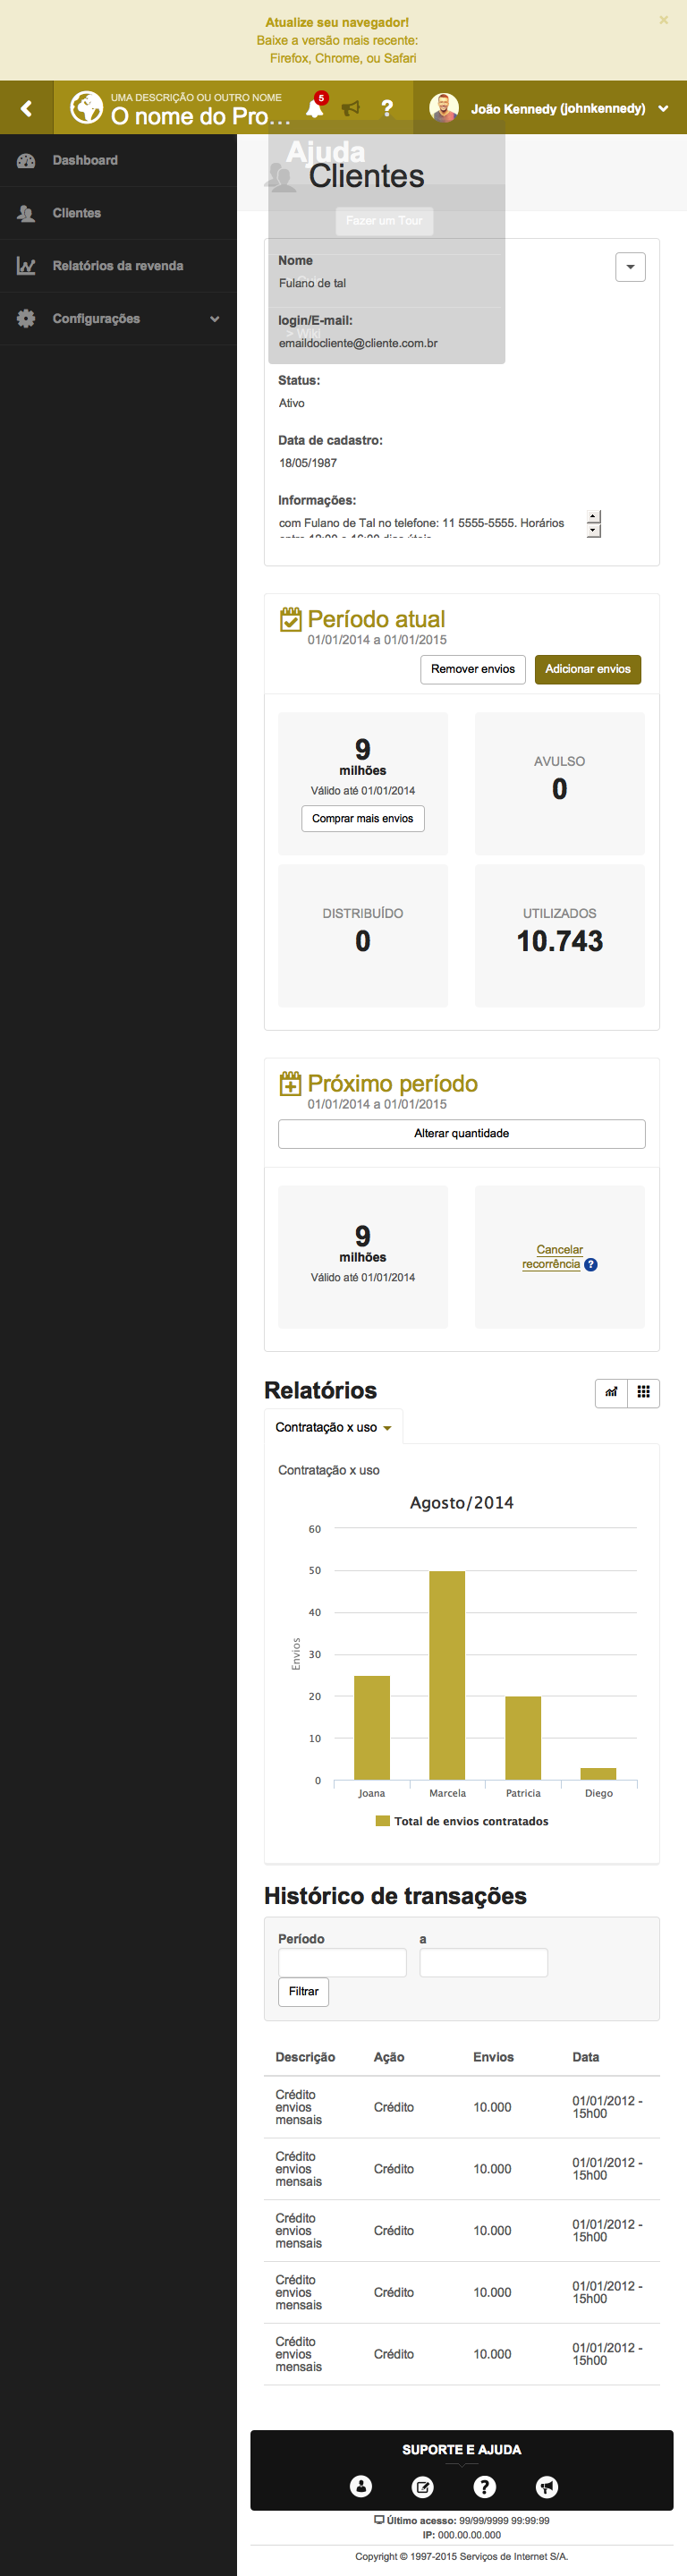 Atualize seu navegador!
Baixe a versão mais recente:
Firefox, Chrome, ou Safari
×
UMA DESCRIÇÃO OU OUTRO NOME
O nome do Pro...
5
?
João Kennedy (johnkennedy)
Dashboard
Clientes
Relatórios da revenda
Configurações
Ajuda
Clientes
Fazer um Tour
Nome
Fulano de tal
login/E-mail:
> Wiki
emaildocliente@cliente.com.br
Status:
Ativo
Data de cadastro:
18/05/1987
Informações:
com Fulano de Tal no telefone: 11 5555-5555. Horários
Período atual
01/01/2014 a 01/01/2015
Remover envios
Adicionar envios
9
milhões
Válido até 01/01/2014
Comprar mais envios
AVULSO
0
DISTRIBUÍDO
0
UTILIZADOS
10.743
Próximo período
01/01/2014 a 01/01/2015
Alterar quantidade
9
milhões
Válido até 01/01/2014
Cancelar
recorrência ?
Relatórios
Contratação x uso
Contratação x uso
Agosto/2014
60
50
40
30
20
10
0
Envios
Joana Marcela Patricia Diego
Total de envios contratados
Histórico de transações
Período a
Filtrar
Descrição Ação Envios Data
Crédito envios mensais Crédito 10.000 01/01/2012 - 15h00
Crédito envios mensais Crédito 10.000 01/01/2012 - 15h00
Crédito envios mensais Crédito 10.000 01/01/2012 - 15h00
Crédito envios mensais Crédito 10.000 01/01/2012 - 15h00
Crédito envios mensais Crédito 10.000 01/01/2012 - 15h00
SUPORTE E AJUDA
?
Último acesso: 99/99/9999 99:99:99
IP: 000.00.00.000
Copyright © 1997-2015 Serviços de Internet S/A.